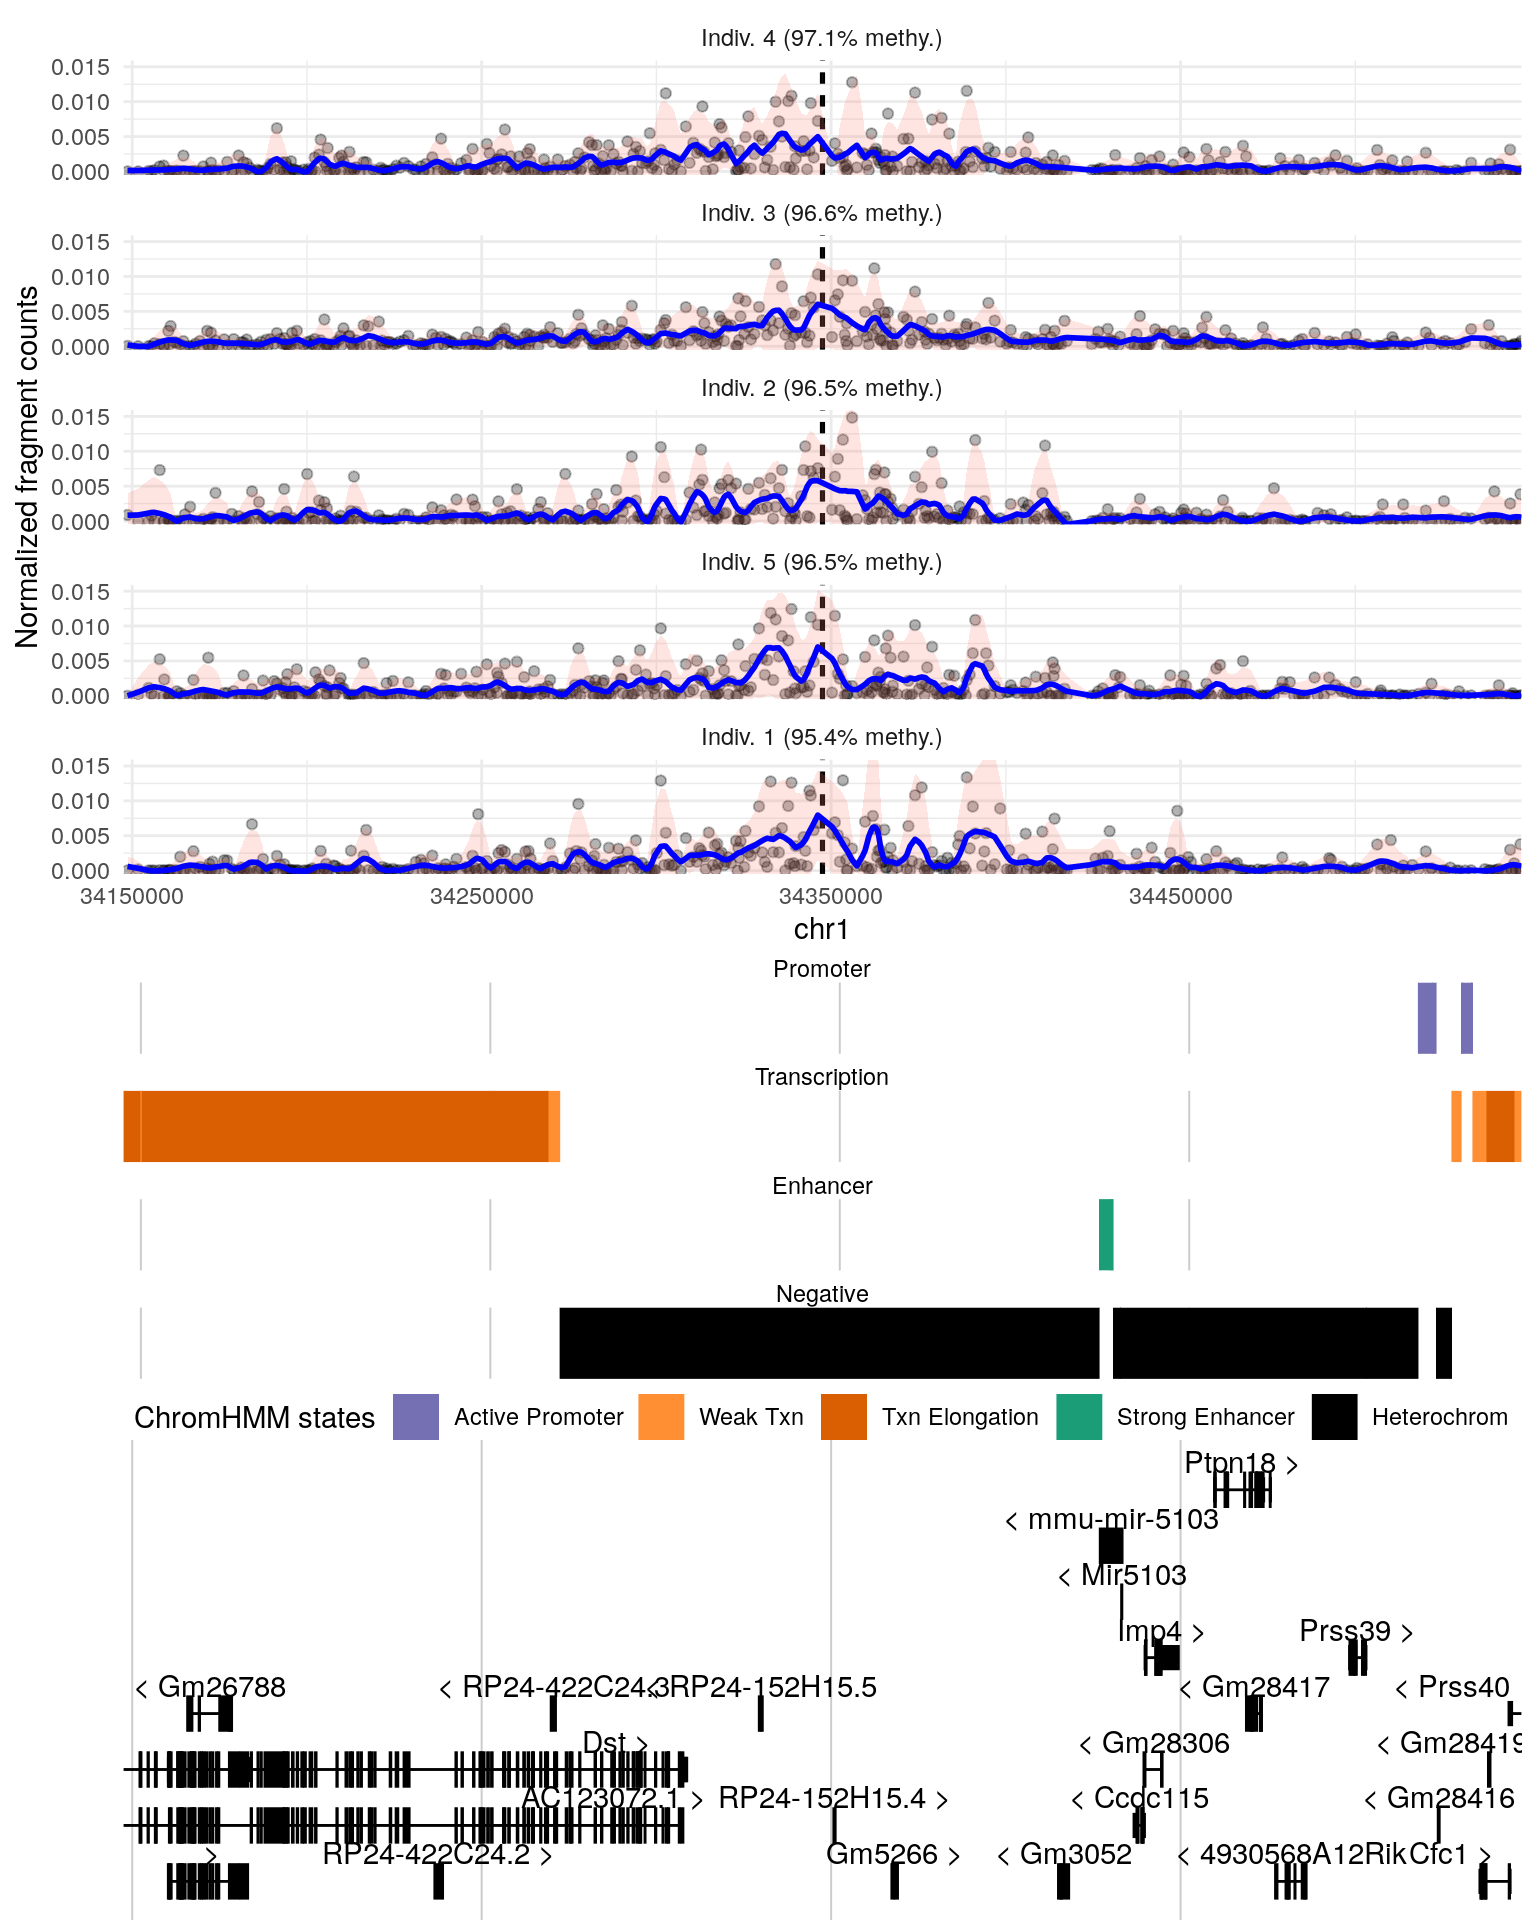 Indiv. 4 (97.1% methy.)
0.015
0.010
0.005
0.000
Indiv. 3 (96.6% methy.)
0.015
0.010
0.005
0.000
Indiv. 2 (96.5% methy.)
0.015
0.010
0.005
0.000
Indiv. 5 (96.5% methy.)
0.015
0.010
0.005
0.000
Indiv. 1 (95.4% methy.)
0.015
0.010
0.005
0.000
Normalized fragment counts
34150000 34250000 34350000 34450000
chr1
Promoter
Transcription
Enhancer
Negative
ChromHMM states Active Promoter Weak Txn Txn Elongation Strong Enhancer Heterochrom
Ptpn18 >
< mmu-mir-5103
< Mir5103
Imp4 > Prss39 >
< Gm26788 < RP24-422C24.3 < RP24-152H15.5 < Gm28417 < Prss40
Dst > < Gm28306 < Gm28419
AC123072.1 > RP24-152H15.4 > < Ccdc115 < Gm28416
> RP24-422C24.2 > Gm5266 > < Gm3052 < 4930568A12Rik Cfc1 >